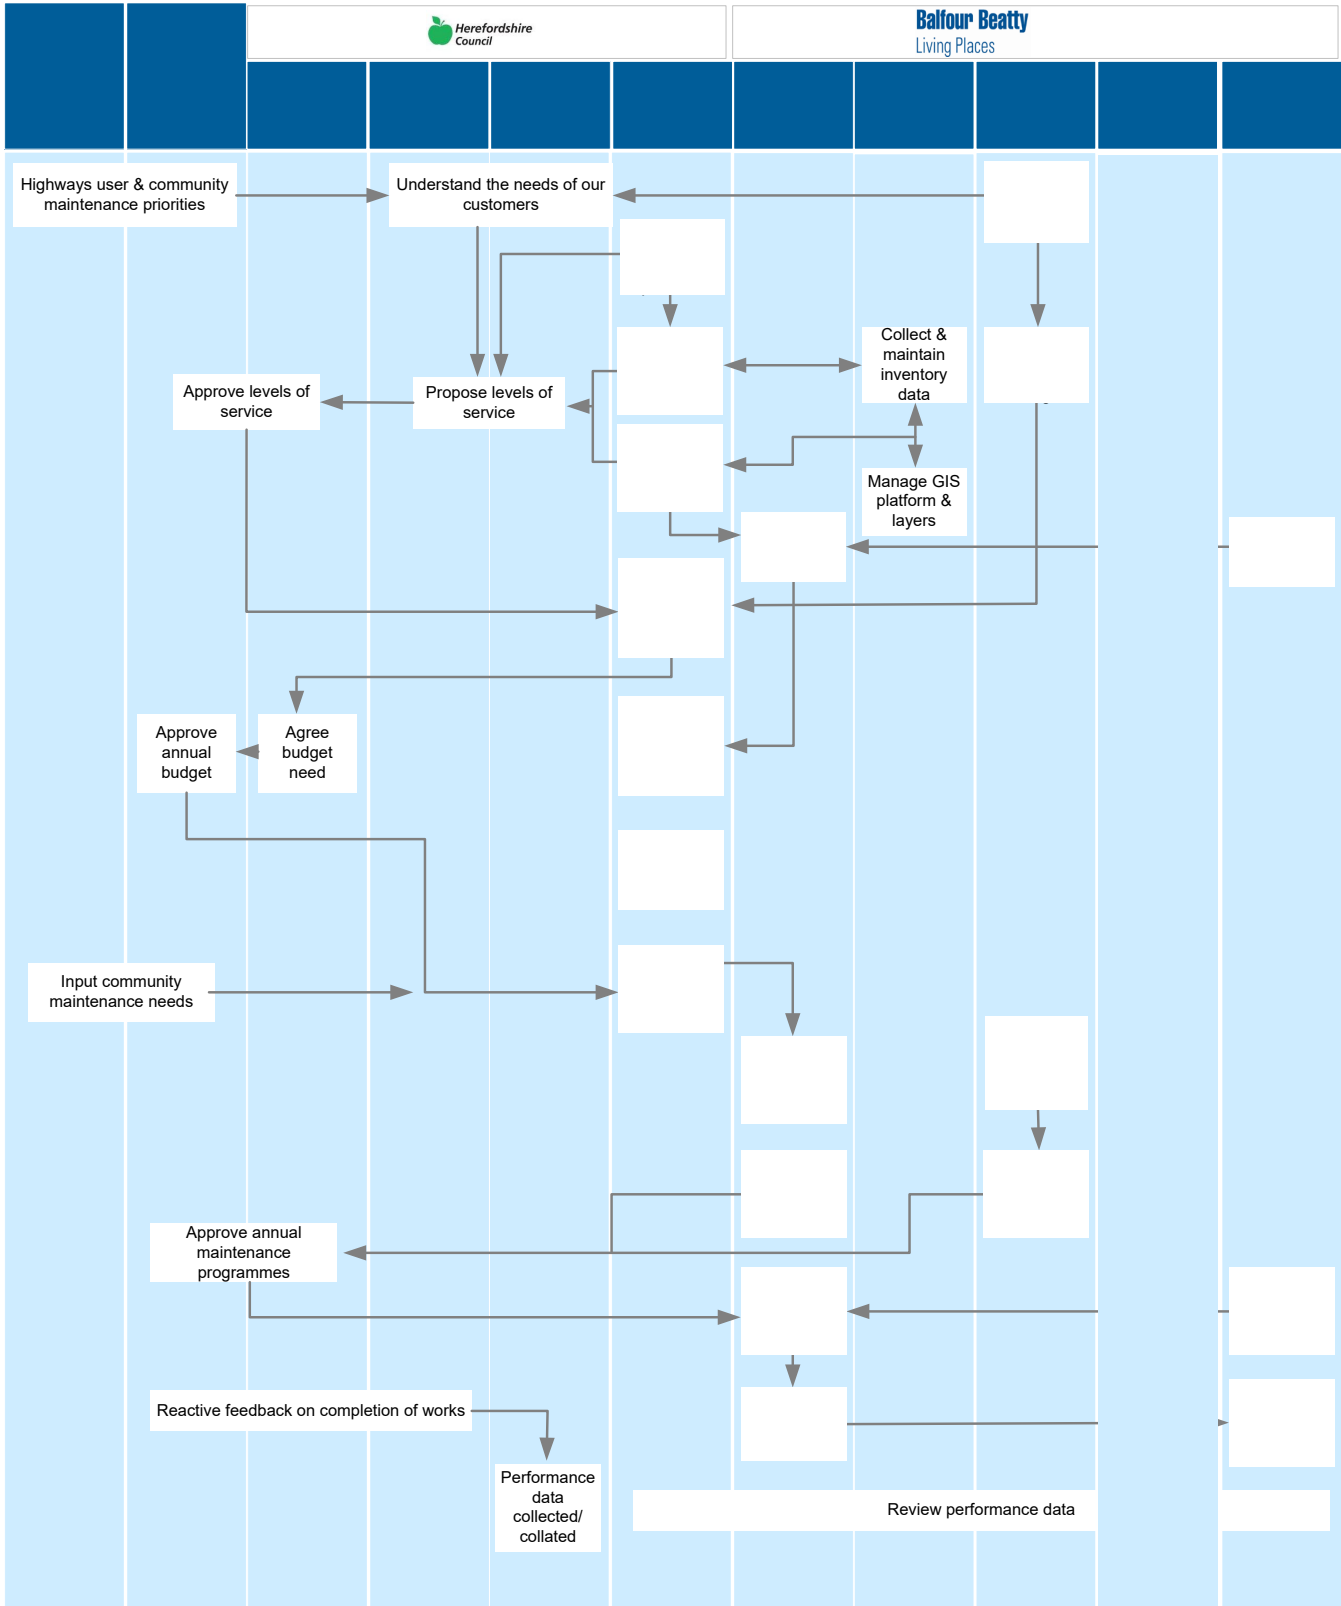 Herefordshire
Council
Balfour Beatty
Living Places
Highways user & community
maintenance priorities
Understand the needs of our
customers
Collect &
maintain
inventory
data
Approve levels of
service
Propose levels of
service
Manage GIS
platform &
layers
Approve
annual
budget
Agree
budget
need
Input community
maintenance needs
Approve annual
maintenance
programmes
Reactive feedback on completion of works
Performance
data
collected/
collated
Review performance data